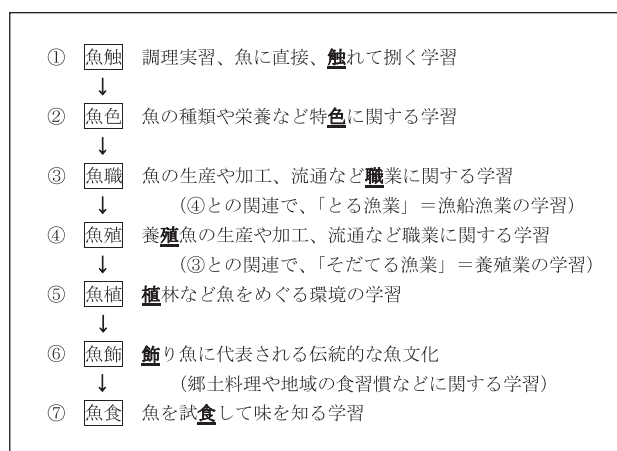 ① 魚触 調理実習、魚に直接、触れて捌く学習
↓
② 魚色 魚の種類や栄養など特色に関する学習
↓
③ 魚職 魚の生産や加工、流通など職業に関する学習
↓ (④との関連で、「とる漁業」=漁船漁業の学習)
④ 魚殖 養殖魚の生産や加工、流通など職業に関する学習
↓ (③との関連で、「そだてる漁業」=養殖業の学習)
⑤ 魚植 植林など魚をめぐる環境の学習
↓
⑥ 魚飾 飾り魚に代表される伝統的な魚文化
↓ (郷土料理や地域の食習慣などに関する学習)
⑦ 魚食 魚を試食して味を知る学習